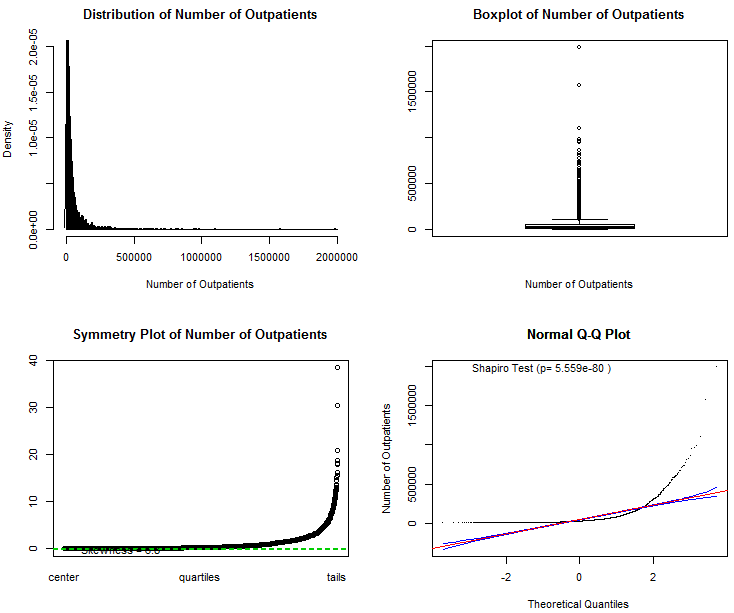 Distribution of Number of Outpatients
Density
0.0e+00 1.0e-05 1.5e-05 2.0e-05
0 500000 1000000 1500000 2000000
Number of Outpatients
Boxplot of Number of Outpatients
0 500000 1500000
Number of Outpatients
Symmetry Plot of Number of Outpatients
40
30
20
10
0
center quartiles tails
Normal Q-Q Plot
Shapiro Test (p= 5.559e-80 )
Number of Outpatients
0 500000 1500000
-2 0 2
Theoretical Quantiles